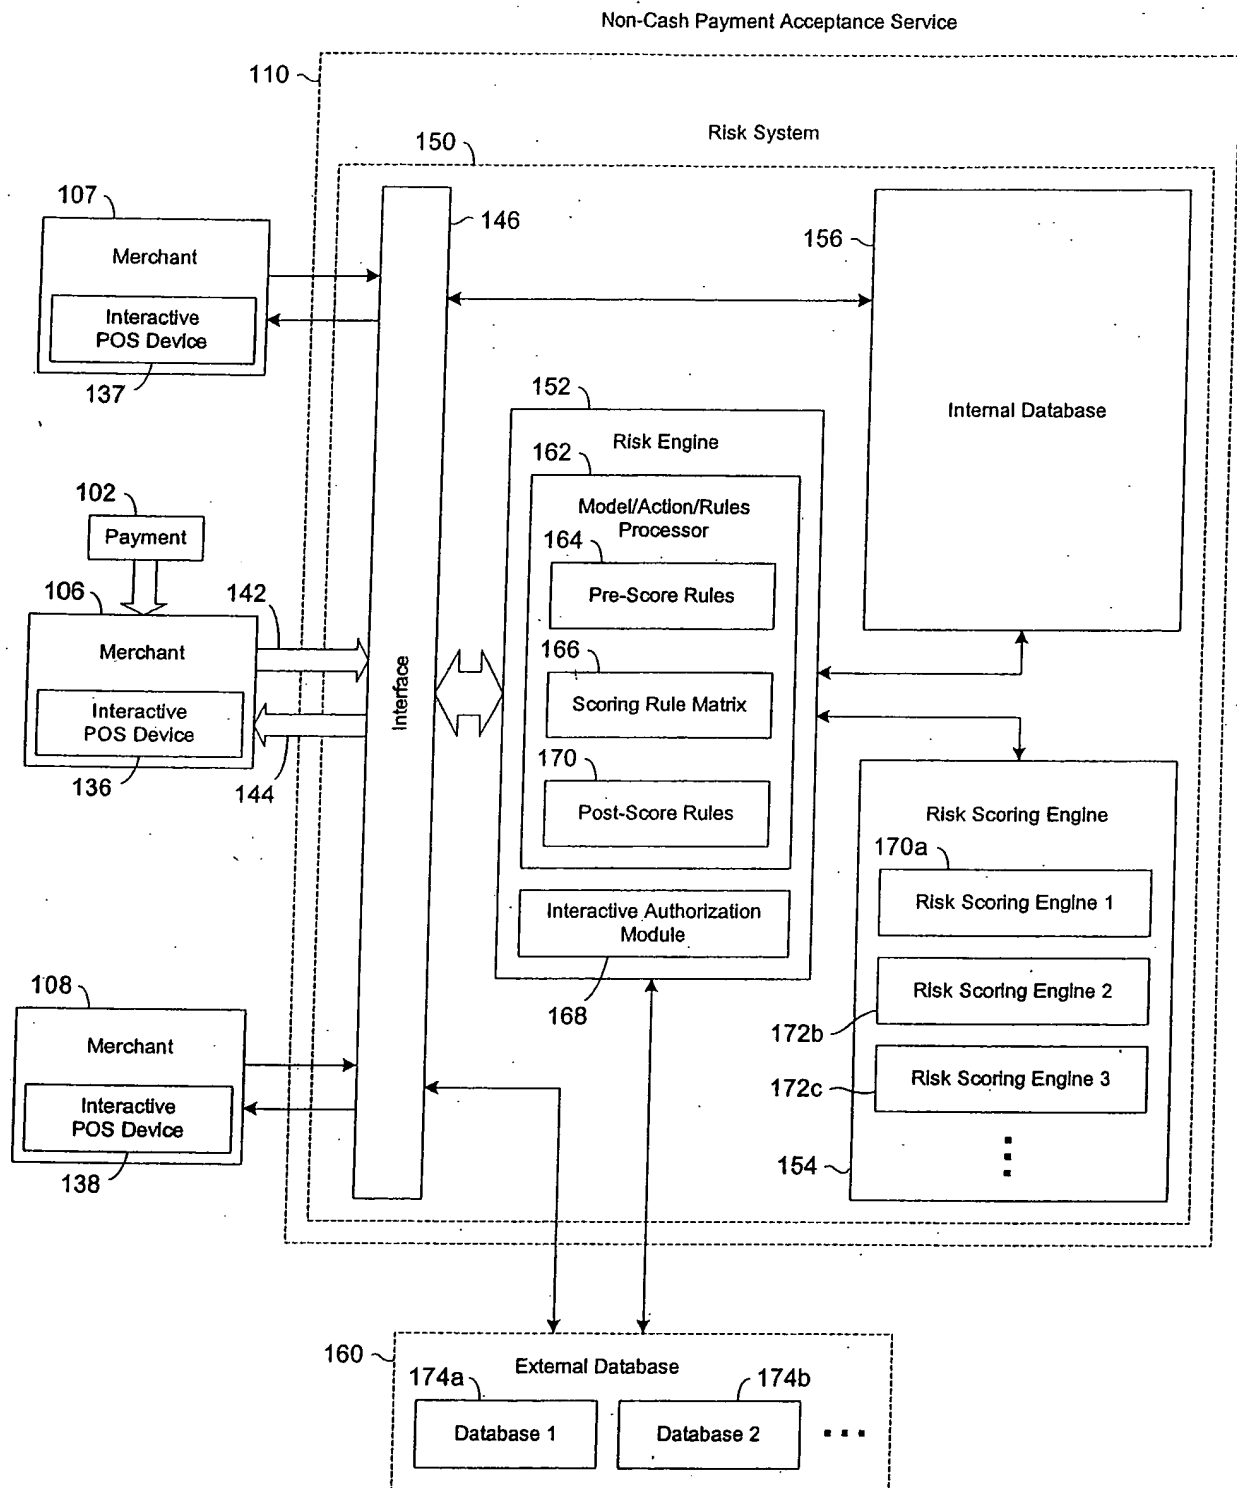 Non-Cash Payment Acceptance Service
110
Risk System
150
107
Merchant
Interactive
POS Device
137
146
156
Internal Database
152
Risk Engine
162
Model/Action/Rules
Processor
164
Pre-Score Rules
166
Scoring Rule Matrix
170
Post-Score Rules
Interactive Authorization
Module
168
102
Payment
106
Merchant
Interactive
POS Device
136
142
144
Interface
Risk Scoring Engine
170a
Risk Scoring Engine 1
Risk Scoring Engine 2
172b
Risk Scoring Engine 3
172c
154
108
Merchant
Interactive
POS Device
138
160
External Database
174a
Database 1
174b
Database 2